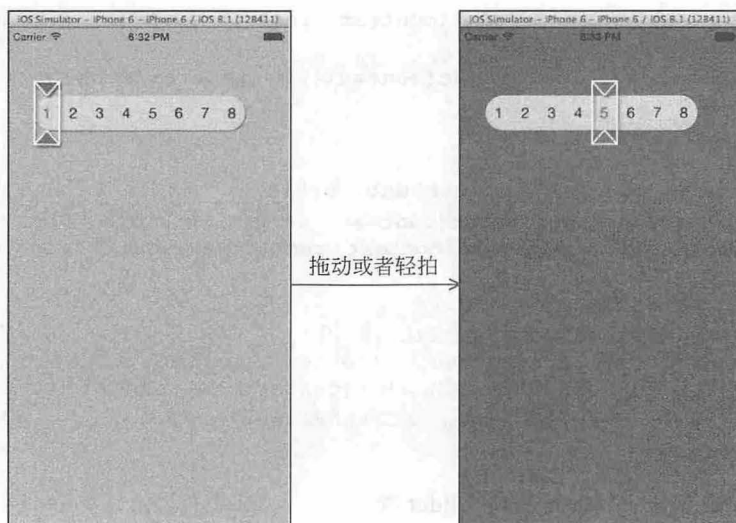 iOS Simulator - iPhone 6 - iPhone 6 / iOS 8.1 (12B411)
Carrier 6:32 PM
1 2 3 4 5 6 7 8
拖动或者轻拍
iOS Simulator - iPhone 6 - iPhone 6 / iOS 8.1 (12B411)
Carrier 6:33 PM
1 2 3 4 5 6 7 8